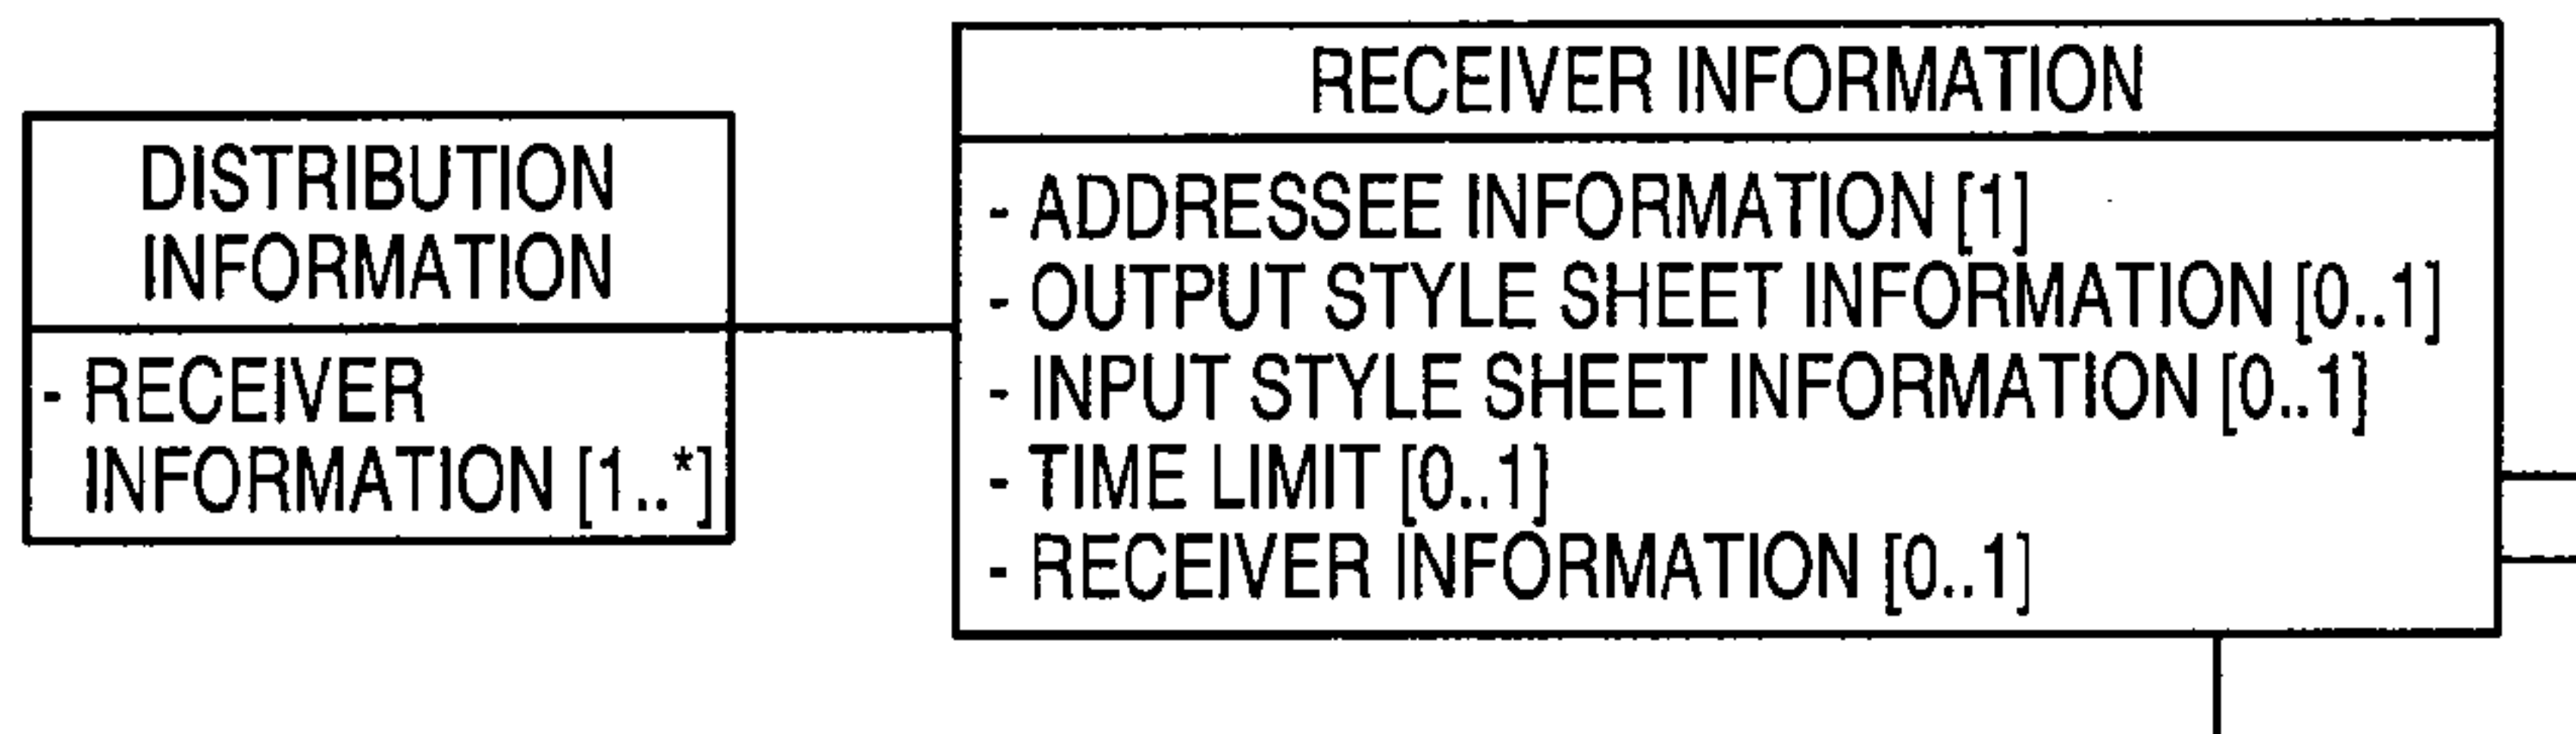 DISTRIBUTION
INFORMATION
- RECEIVER
INFORMATION [1..*]
RECEIVER INFORMATION
- ADDRESSEE INFORMATION [1]
- OUTPUT STYLE SHEET INFORMATION [0..1]
- INPUT STYLE SHEET INFORMATION [0..1]
- TIME LIMIT [0..1]
- RECEIVER INFORMATION [0..1]